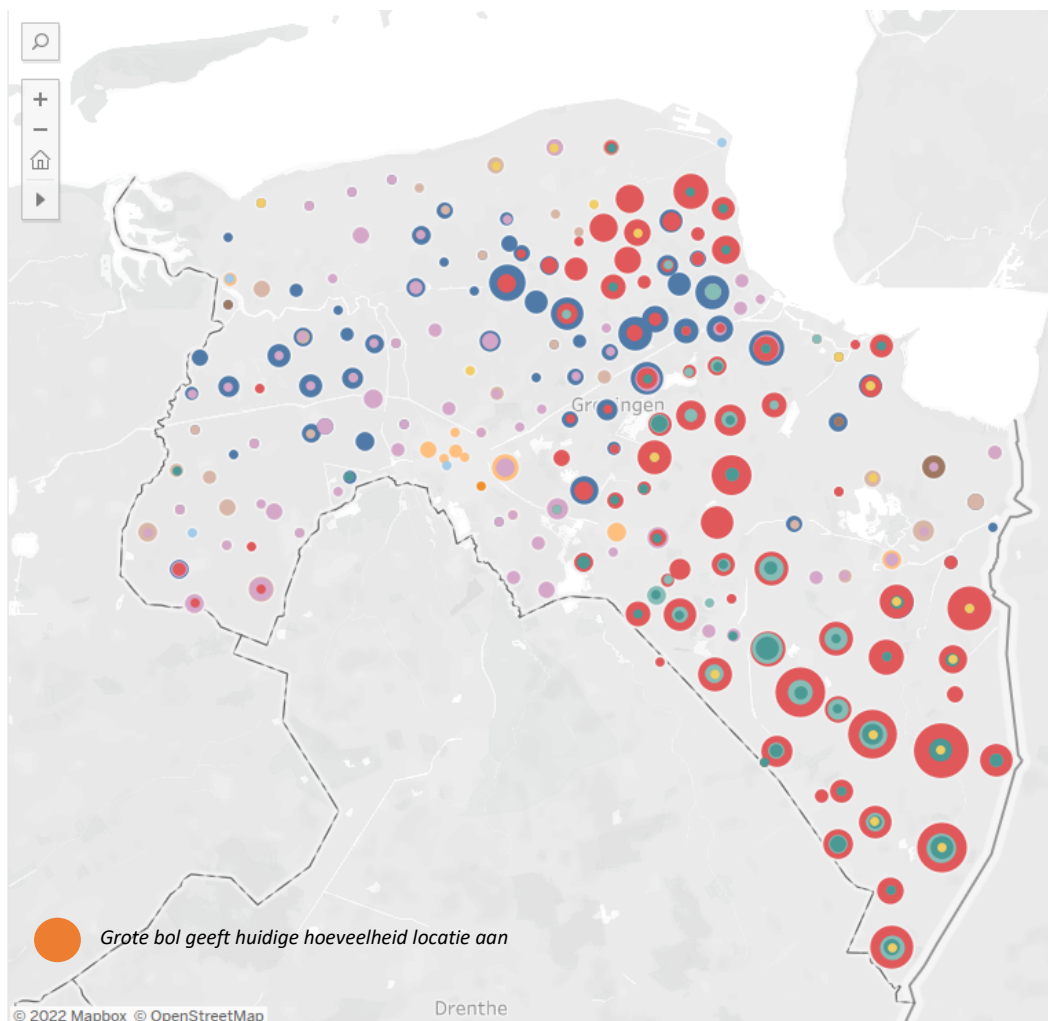 Groningen
Grote bol geeft huidige hoeveelheid locatie aan
Drenthe
© 2022 Mapbox © OpenStreetMap